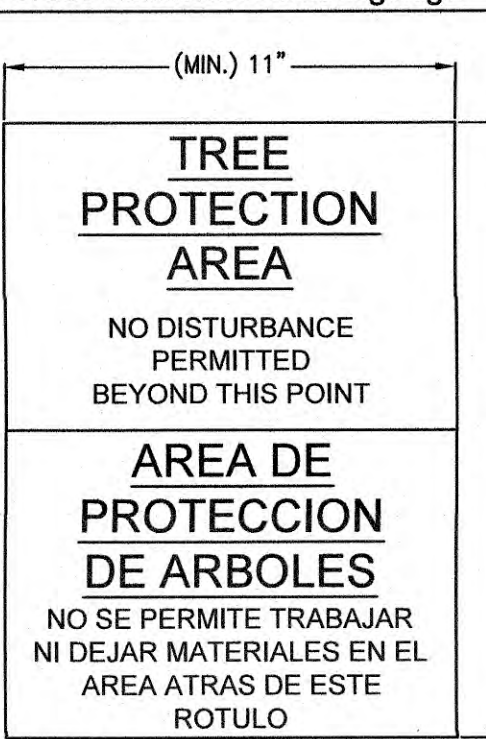 (MIN.) 11"
TREE
PROTECTION
AREA
NO DISTURBANCE
PERMITTED
BEYOND THIS POINT
AREA DE
PROTECCION
DE ARBOLES
NO SE PERMITE TRABAJAR
NI DEJAR MATERIALES EN EL
AREA ATRAS DE ESTE
ROTULO